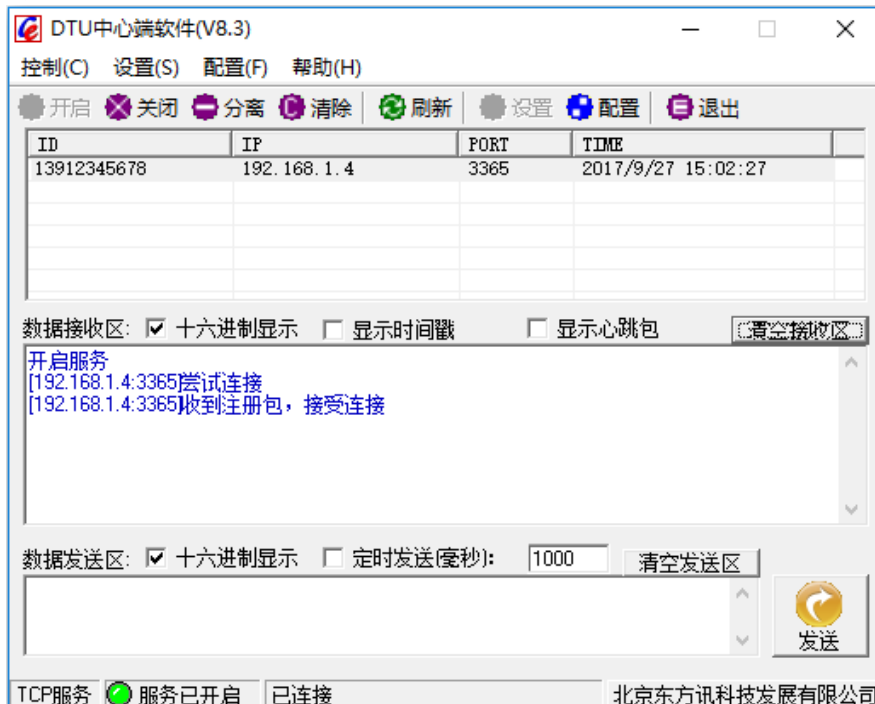 DTU中心端软件(V8.3)
控制(C) 设置(S) 配置(F) 帮助(H)
开启 关闭 分离 清除 刷新 设置 配置 退出
ID IP PORT TIME
13912345678 192.168.1.4 3365 2017/9/27 15:02:27
数据接收区: 十六进制显示 显示时间戳 显示心跳包 清空接收区
开启服务
[192.168.1.4:3365]尝试连接
[192.168.1.4:3365]收到注册包，接受连接
数据发送区: 十六进制显示 定时发送(毫秒): 1000 清空发送区
发送
TCP服务 服务已开启 已连接 北京东方讯科技发展有限公司